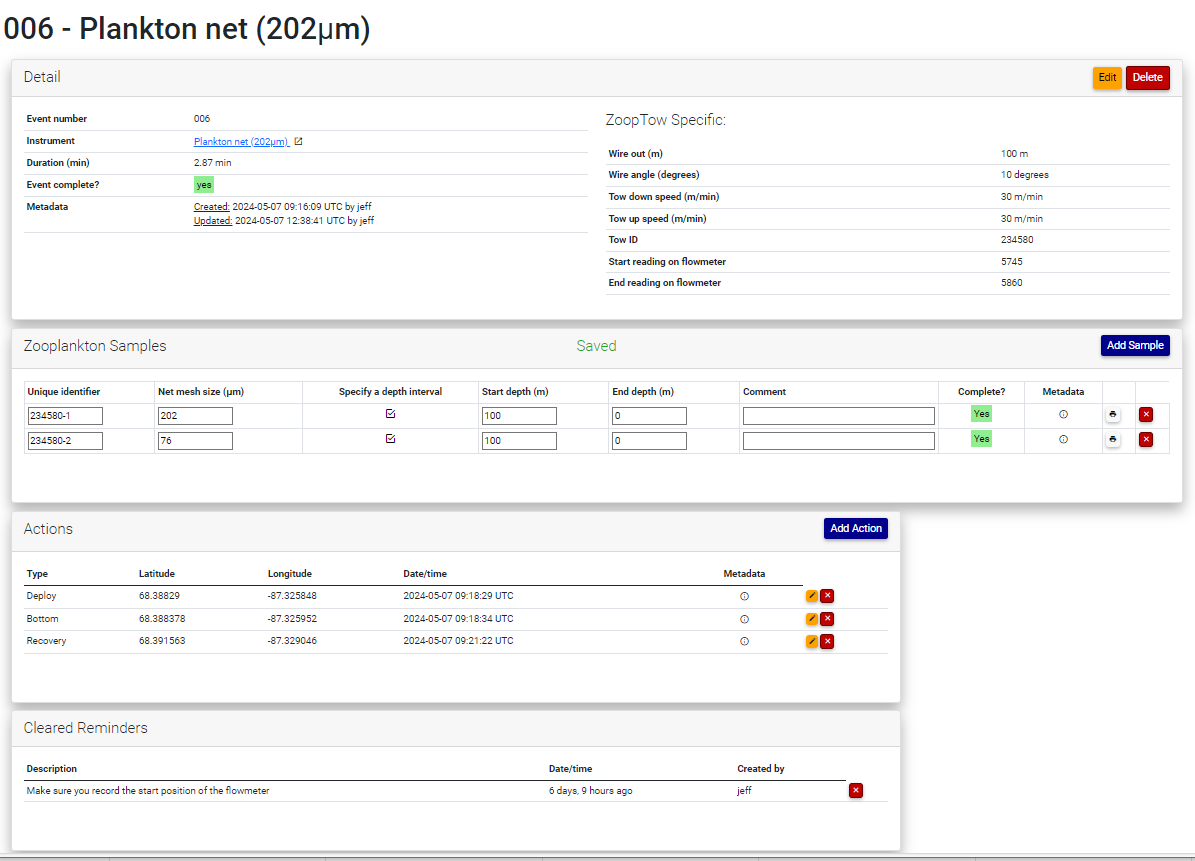 006 - Plankton net (202µm)
Detail
Edit Delete
Event number 006
Instrument Plankton net (202µm)
Duration (min) 2.87 min
Event complete? yes
Metadata Created: 2024-05-07 09:16:09 UTC by jeff
Updated: 2024-05-07 12:38:41 UTC by jeff
ZoopTow Specific:
Wire out (m) 100 m
Wire angle (degrees) 10 degrees
Tow down speed (m/min) 30 m/min
Tow up speed (m/min) 30 m/min
Tow ID 234580
Start reading on flowmeter 5745
End reading on flowmeter 5860
Zooplankton Samples Saved Add Sample
Unique identifier Net mesh size (µm) Specify a depth interval Start depth (m) End depth (m) Comment Complete? Metadata
234580-1 202 100 0 Yes
234580-2 76 100 0 Yes
Actions Add Action
Type Latitude Longitude Date/time Metadata
Deploy 68.38829 -87.325848 2024-05-07 09:18:29 UTC
Bottom 68.388378 -87.325952 2024-05-07 09:18:34 UTC
Recovery 68.391563 -87.329046 2024-05-07 09:21:22 UTC
Cleared Reminders
Description Date/time Created by
Make sure you record the start position of the flowmeter 6 days, 9 hours ago jeff